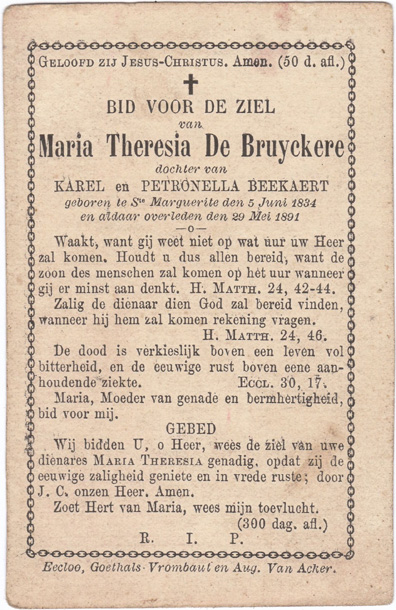 GELOOFD ZIJ JESUS-CHRISTUS. Amen. (50 d. afl.)
BID VOOR DE ZIEL
van
Maria Theresia De Bruyckere
dochter van
KAREL en PETRONELLA BEEKAERT
geboren te Ste Marguerite den 5 Juni 1834
en aldaar overleden den 29 Mei 1891
—o—
Waakt, want gij weet niet op wat uur uw Heer
zal komen. Houdt u dus allen bereid, want de
zoon des menschen zal komen op het uur wanneer
gij er minst aan denkt. H. MATTH. 24, 42-44.
Zalig de dienaar dien God zal bereid vinden,
wanneer hij hem zal komen rekening vragen.
H. MATTH. 24, 46.
De dood is verkieslijk boven een leven vol
bitterheid, en de eeuwige rust boven eene aan-
houdende ziekte. ECCL. 30, 17.
Maria, Moeder van genade en bermhertigheid,
bid voor mij.
GEBED
Wij bidden U, o Heer, wees de ziel van uwe
dienares MARIA THERESIA genadig, opdat zij de
eeuwige zaligheid geniete en in vrede ruste; door
J. C. onzen Heer. Amen.
Zoet Hert van Maria, wees mijn toevlucht.
(300 dag. afl.)
R. I. P.
Eecloo, Goethals-Vrombaut en Aug. Van Acker.